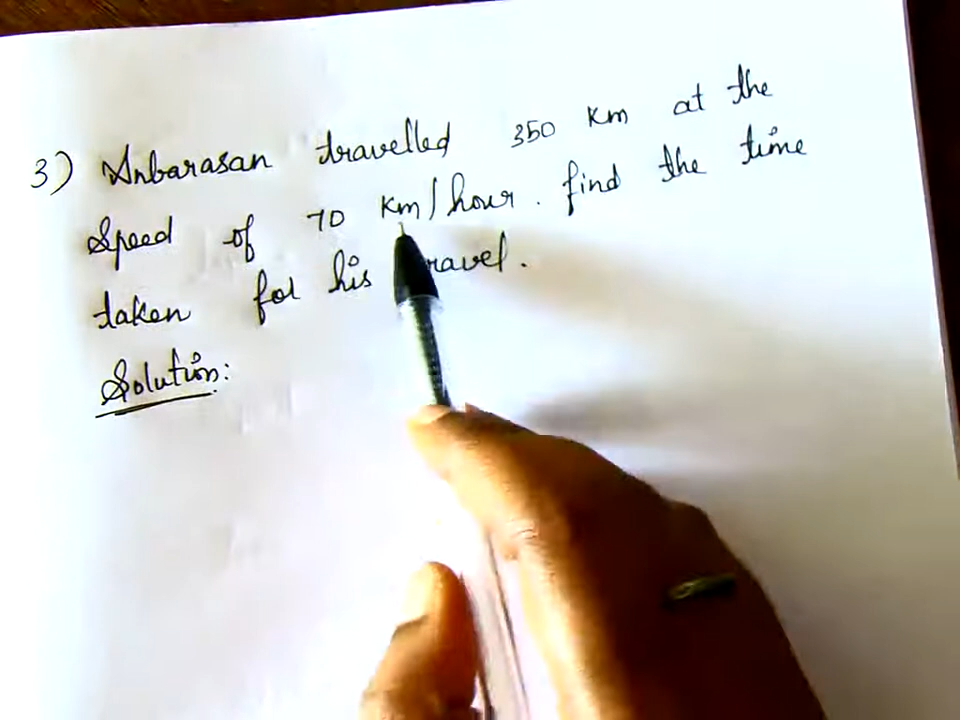 3) Anbarasan travelled 350 km at the
Speed of 70 km/hour. find the time
taken for his travel.
Solution: